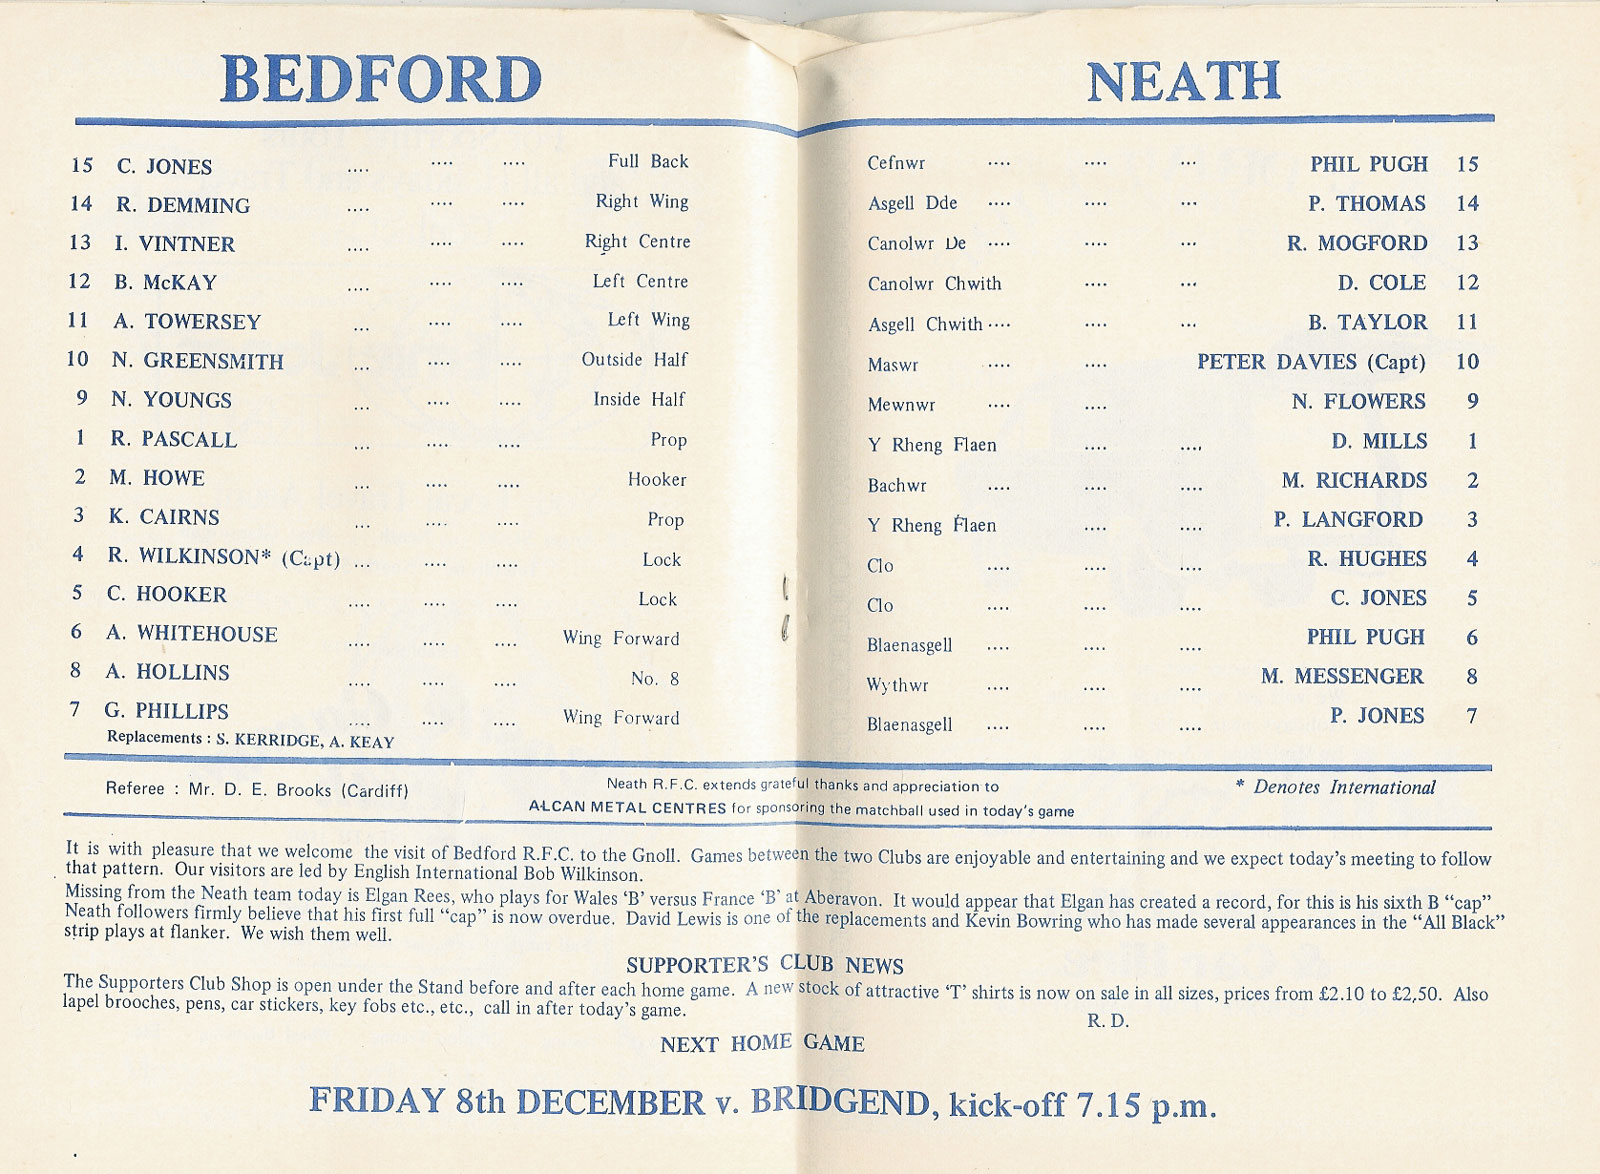 BEDFORD
15 C. JONES .... .... .... Full Back
14 R. DEMMING .... .... .... Right Wing
13 I. VINTNER .... .... .... Right Centre
12 B. McKAY .... .... .... Left Centre
11 A. TOWERSEY ... .... .... Left Wing
10 N. GREENSMITH ... .... .... Outside Half
9 N. YOUNGS ... .... .... Inside Half
1 R. PASCALL ... .... .... Prop
2 M. HOWE ... .... .... Hooker
3 K. CAIRNS ... .... .... Prop
4 R. WILKINSON* (Capt) ... .... .... Lock
5 C. HOOKER .... .... .... Lock
6 A. WHITEHOUSE .... .... .... Wing Forward
8 A. HOLLINS .... .... .... No. 8
7 G. PHILLIPS .... .... .... Wing Forward
Replacements : S. KERRIDGE, A. KEAY
NEATH
Cefnwr .... .... ... PHIL PUGH 15
Asgell Dde .... .... ... P. THOMAS 14
Canolwr De .... .... ... R. MOGFORD 13
Canolwr Chwith .... ... D. COLE 12
Asgell Chwith .... .... ... B. TAYLOR 11
Maswr .... .... PETER DAVIES (Capt) 10
Mewnwr .... .... N. FLOWERS 9
Y Rheng Flaen .... .... D. MILLS 1
Bachwr .... .... .... M. RICHARDS 2
Y Rheng Flaen .... .... P. LANGFORD 3
Clo .... .... .... R. HUGHES 4
Clo .... .... .... C. JONES 5
Blaenasgell .... .... .... PHIL PUGH 6
Wythwr .... .... .... M. MESSENGER 8
Blaenasgell .... .... .... P. JONES 7
Referee : Mr. D. E. Brooks (Cardiff)
Neath R.F.C. extends grateful thanks and appreciation to
ALCAN METAL CENTRES for sponsoring the matchball used in today's game
* Denotes International
It is with pleasure that we welcome the visit of Bedford R.F.C. to the Gnoll. Games between the two Clubs are enjoyable and entertaining and we expect today's meeting to follow
that pattern. Our visitors are led by English International Bob Wilkinson.
Missing from the Neath team today is Elgan Rees, who plays for Wales 'B' versus France 'B' at Aberavon. It would appear that Elgan has created a record, for this is his sixth B "cap"
Neath followers firmly believe that his first full "cap" is now overdue. David Lewis is one of the replacements and Kevin Bowring who has made several appearances in the "All Black"
strip plays at flanker. We wish them well.
SUPPORTER'S CLUB NEWS
The Supporters Club Shop is open under the Stand before and after each home game. A new stock of attractive 'T' shirts is now on sale in all sizes, prices from £2.10 to £2,50. Also
lapel brooches, pens, car stickers, key fobs etc., etc., call in after today's game.
R. D.
NEXT HOME GAME
FRIDAY 8th DECEMBER v. BRIDGEND, kick-off 7.15 p.m.